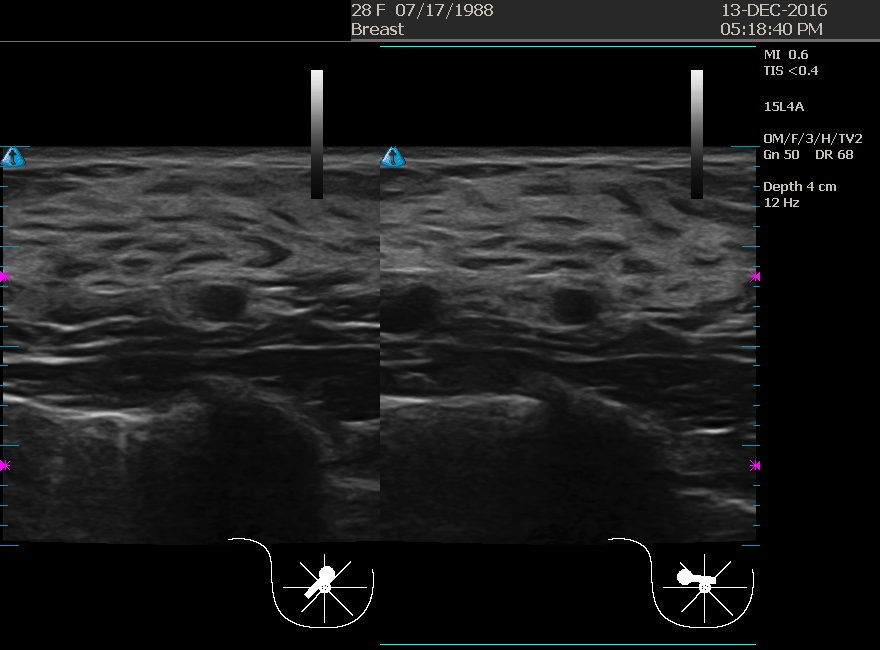 28 F 07/17/1988
13-DEC-2016
Breast
05:18:40 PM
MI 0.6
TIS <0.4
15L4A
OM/F/3/H/TV2
Gn 50 DR 68
Depth 4 cm
12 Hz